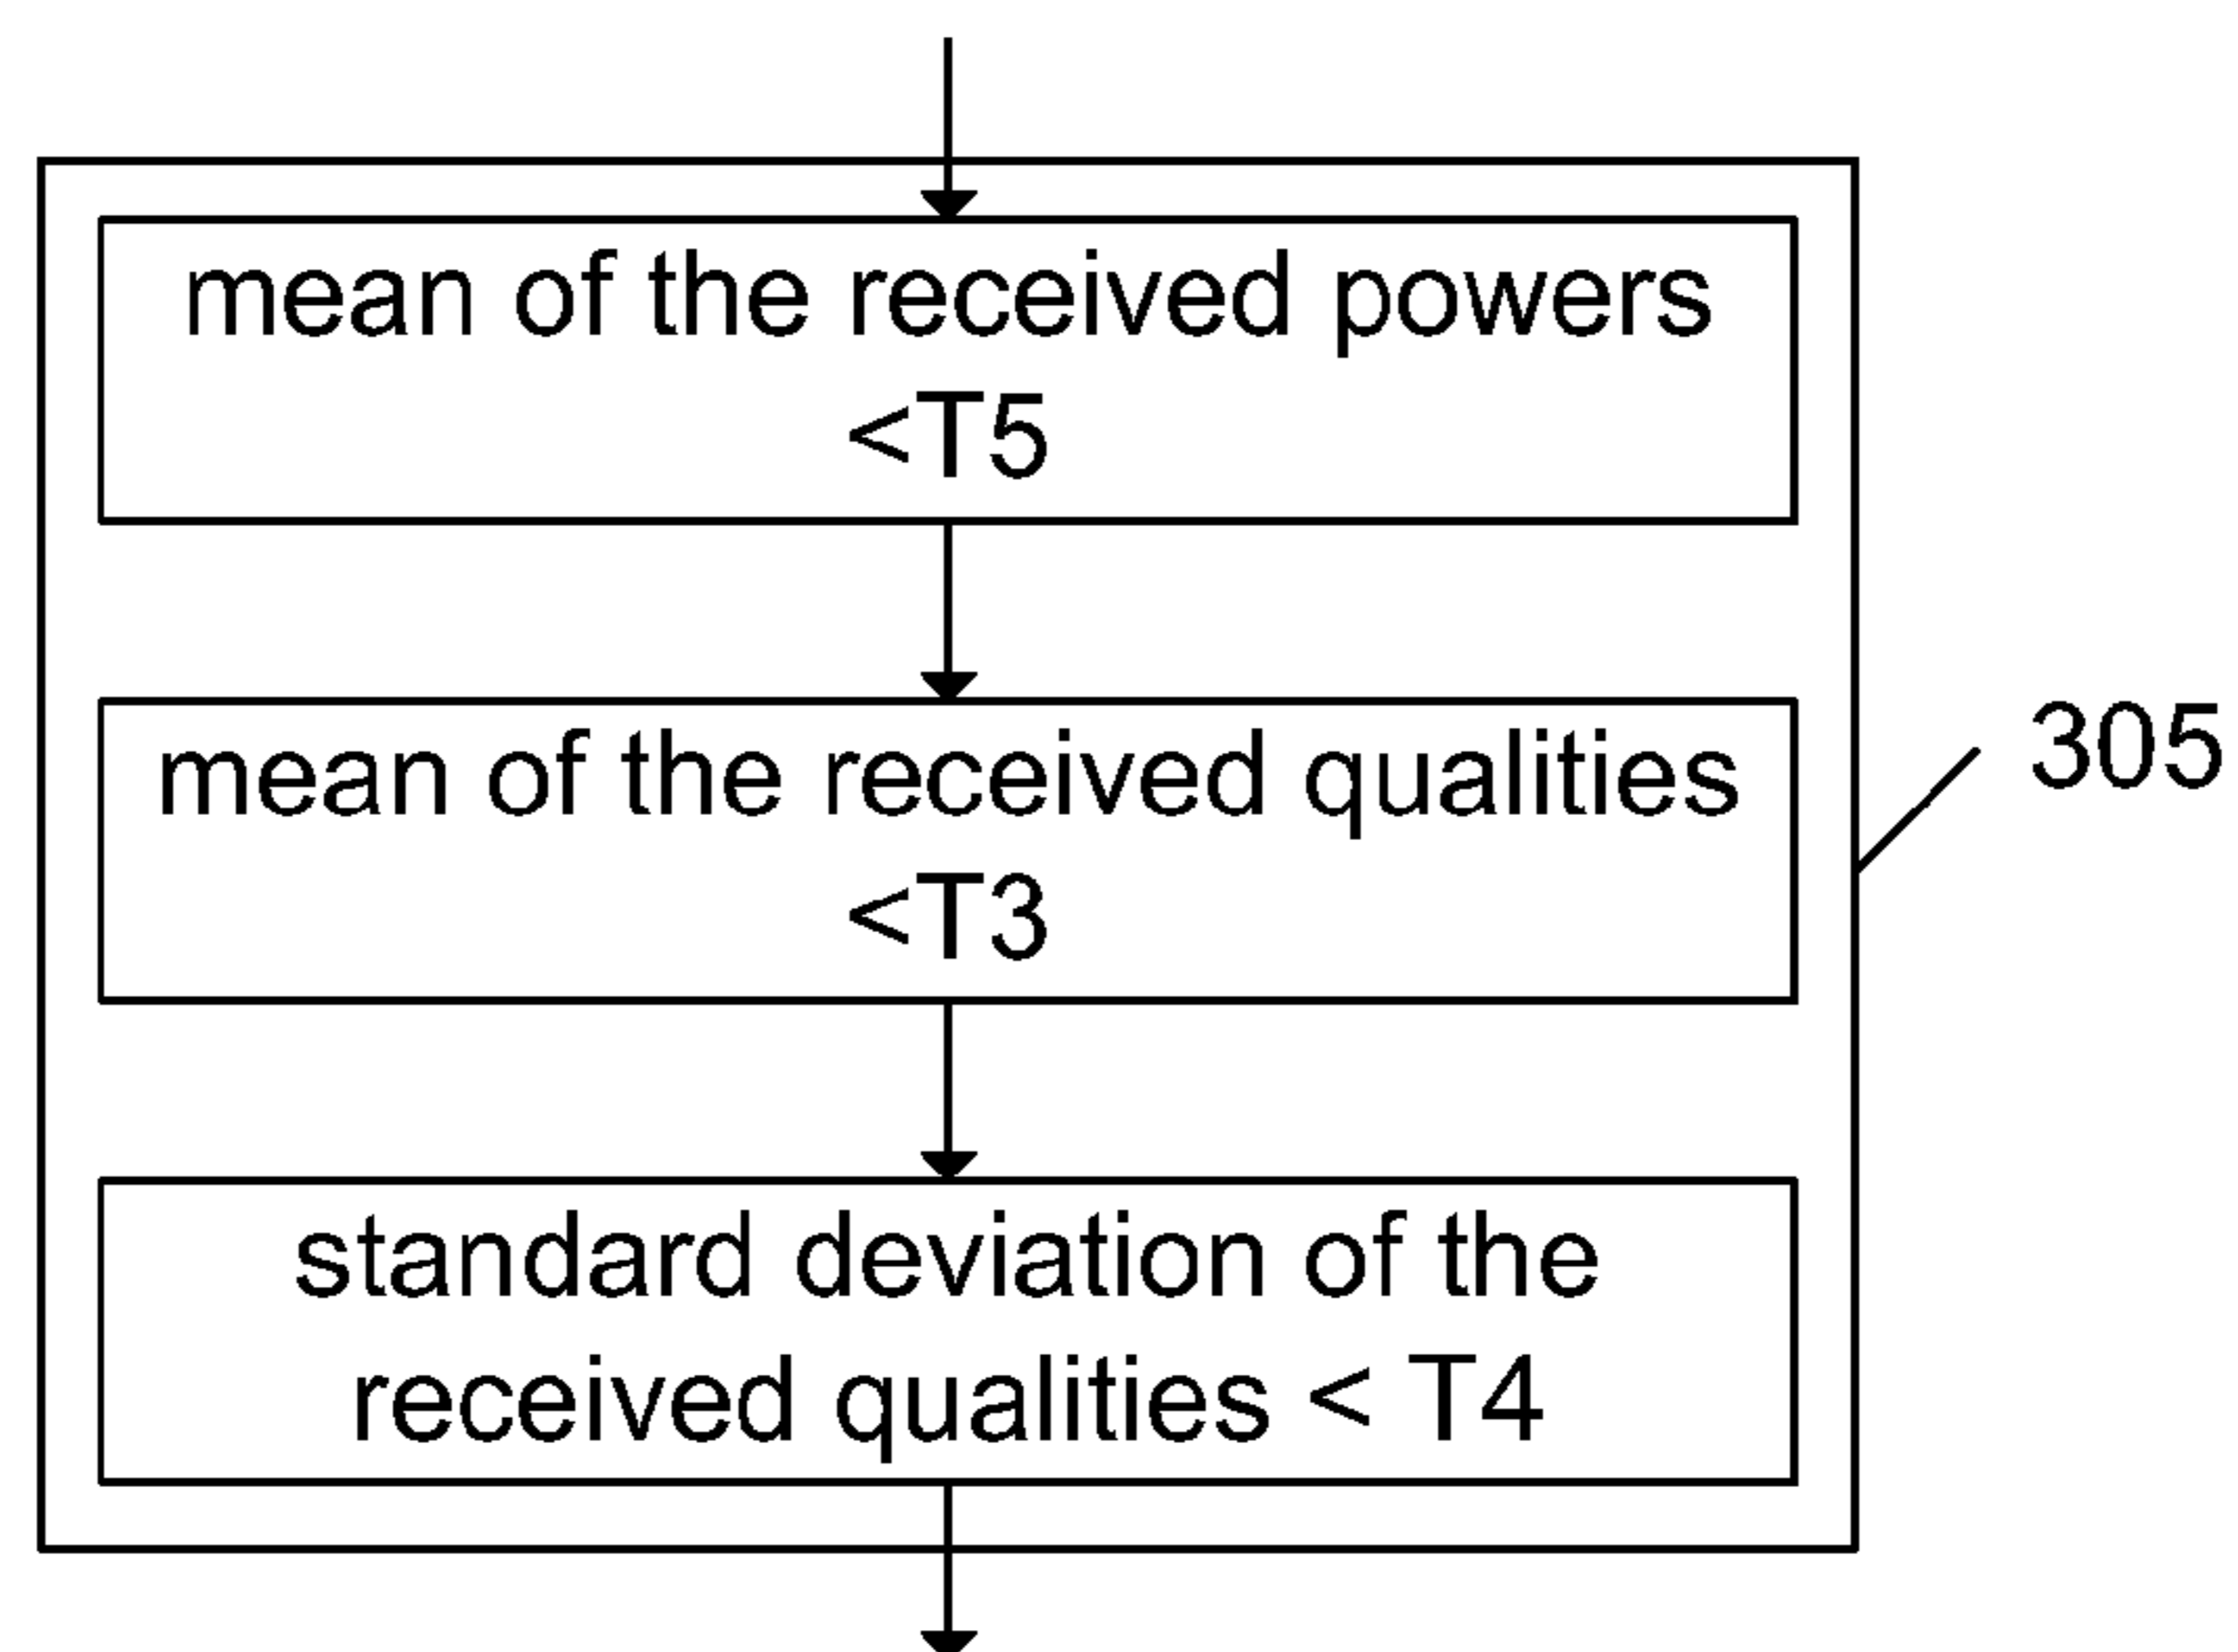 mean of the received powers
<T5
mean of the received qualities
<T3
305
standard deviation of the
received qualities < T4